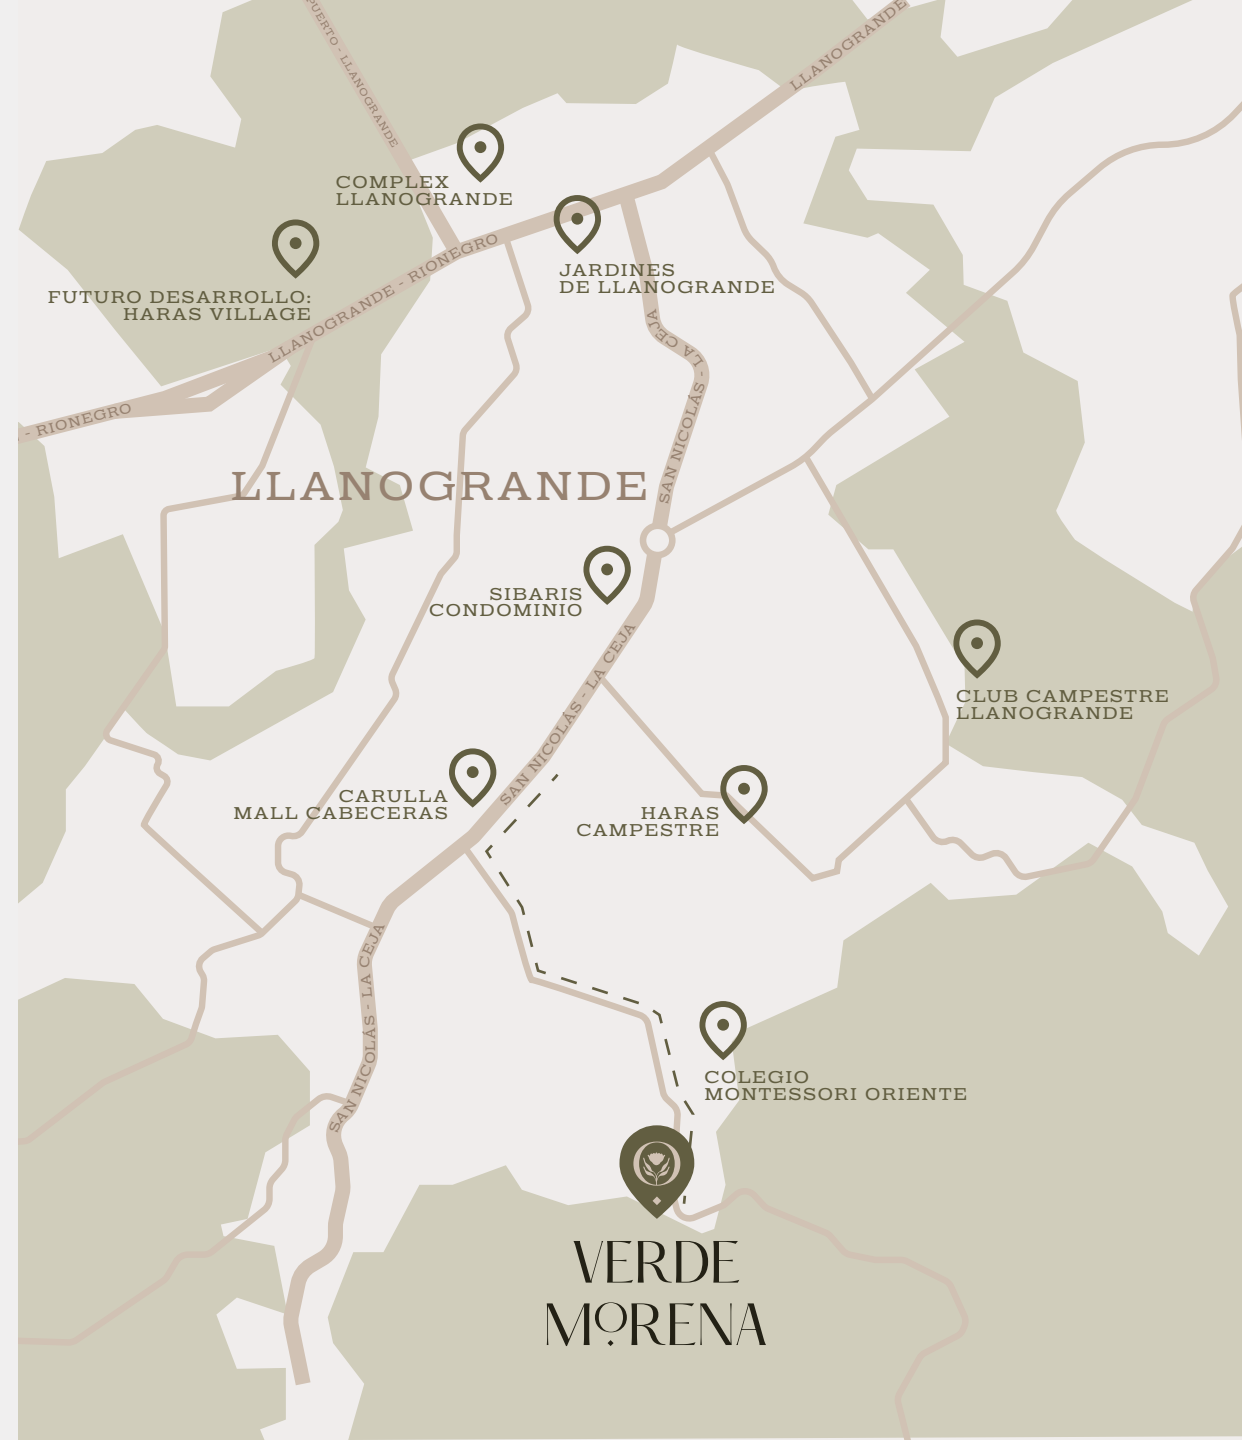 PUERTO - LLANOGRANDE
LLANOGRANDE
COMPLEX
LLANOGRANDE
LLANOGRANDE - RIONEGRO
JARDINES
DE LLANOGRANDE
FUTURO DESARROLLO:
HARAS VILLAGE
- RIONEGRO
SAN NICOLÁS - LA CEJA
LLANOGRANDE
SIBARIS
CONDOMINIO
SAN NICOLÁS - LA CEJA
CLUB CAMPESTRE
LLANOGRANDE
CARULLA
MALL CABECERAS
HARAS
CAMPESTRE
SAN NICOLÁS - LA CEJA
COLEGIO
MONTESSORI ORIENTE
VERDE
MORENA